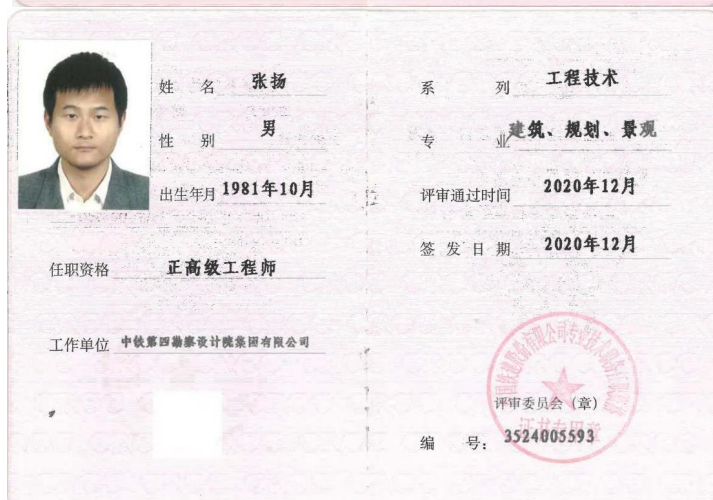 姓 名 张扬
性 别 男
出生年月 1981年10月
任职资格 正高级工程师
工作单位 中铁第四勘察设计院集团有限公司
系 列 工程技术
专 业 建筑、规划、景观
评审通过时间 2020年12月
签发日期 2020年12月
评审委员会（章）
证书专用章
编 号： 3524005593